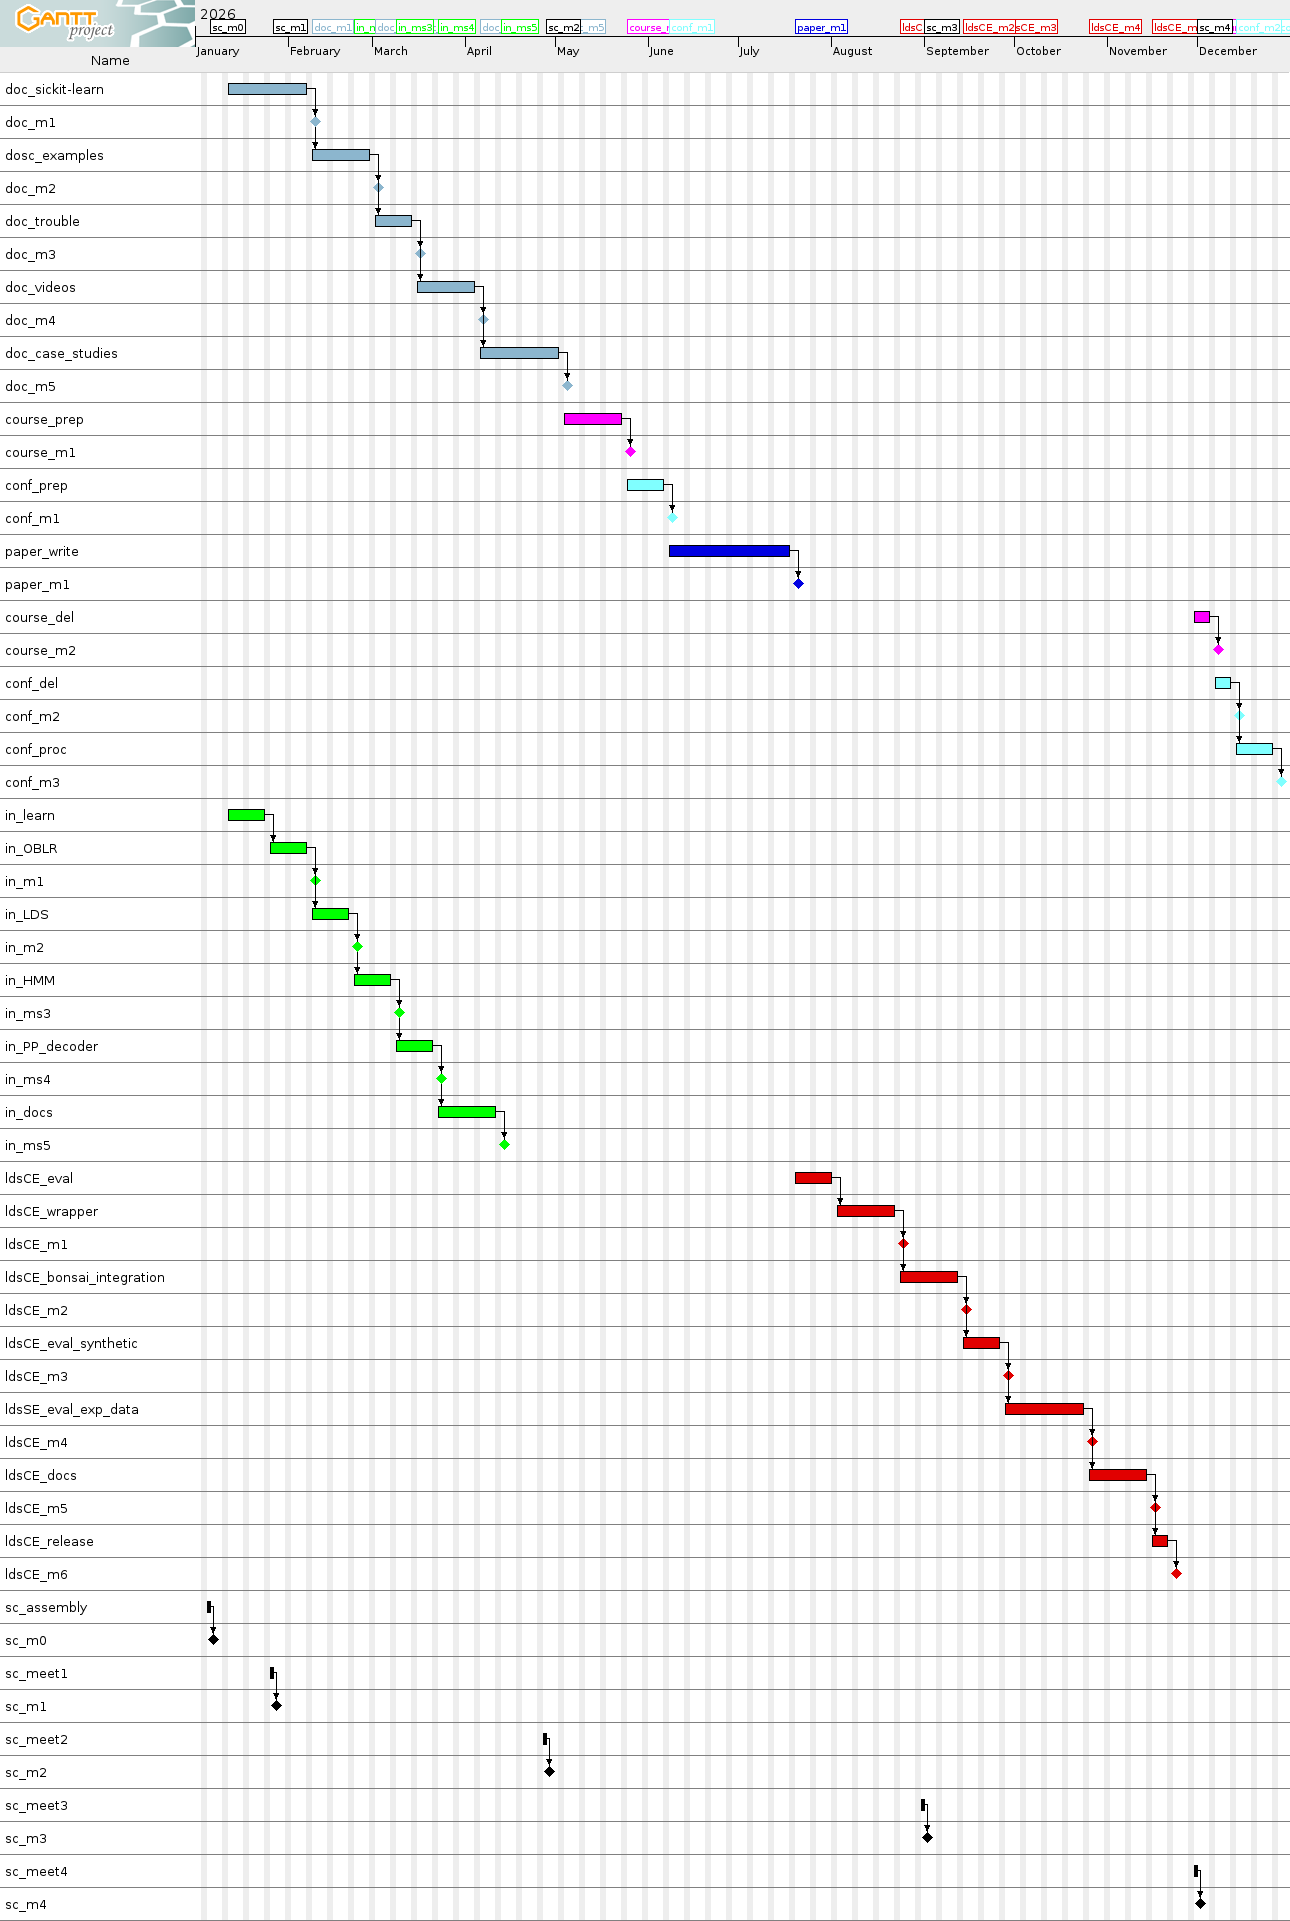 GANTT
project
2026
sc_m0 sc_m1 doc_m1 in_n doc in_ms3 in_ms4 doc in_ms5 sc_m2 _m5 course_ conf_m1 paper_m1 ldsC sc_m3 ldsCE_m2 sCE_m3 ldsCE_m4 ldsCE_m sc_m4 conf_m2
January February March April May June July August September October November December
Name
doc_sickit-learn
doc_m1
dosc_examples
doc_m2
doc_trouble
doc_m3
doc_videos
doc_m4
doc_case_studies
doc_m5
course_prep
course_m1
conf_prep
conf_m1
paper_write
paper_m1
course_del
course_m2
conf_del
conf_m2
conf_proc
conf_m3
in_learn
in_OBLR
in_m1
in_LDS
in_m2
in_HMM
in_ms3
in_PP_decoder
in_ms4
in_docs
in_ms5
ldsCE_eval
ldsCE_wrapper
ldsCE_m1
ldsCE_bonsai_integration
ldsCE_m2
ldsCE_eval_synthetic
ldsCE_m3
ldsSE_eval_exp_data
ldsCE_m4
ldsCE_docs
ldsCE_m5
ldsCE_release
ldsCE_m6
sc_assembly
sc_m0
sc_meet1
sc_m1
sc_meet2
sc_m2
sc_meet3
sc_m3
sc_meet4
sc_m4